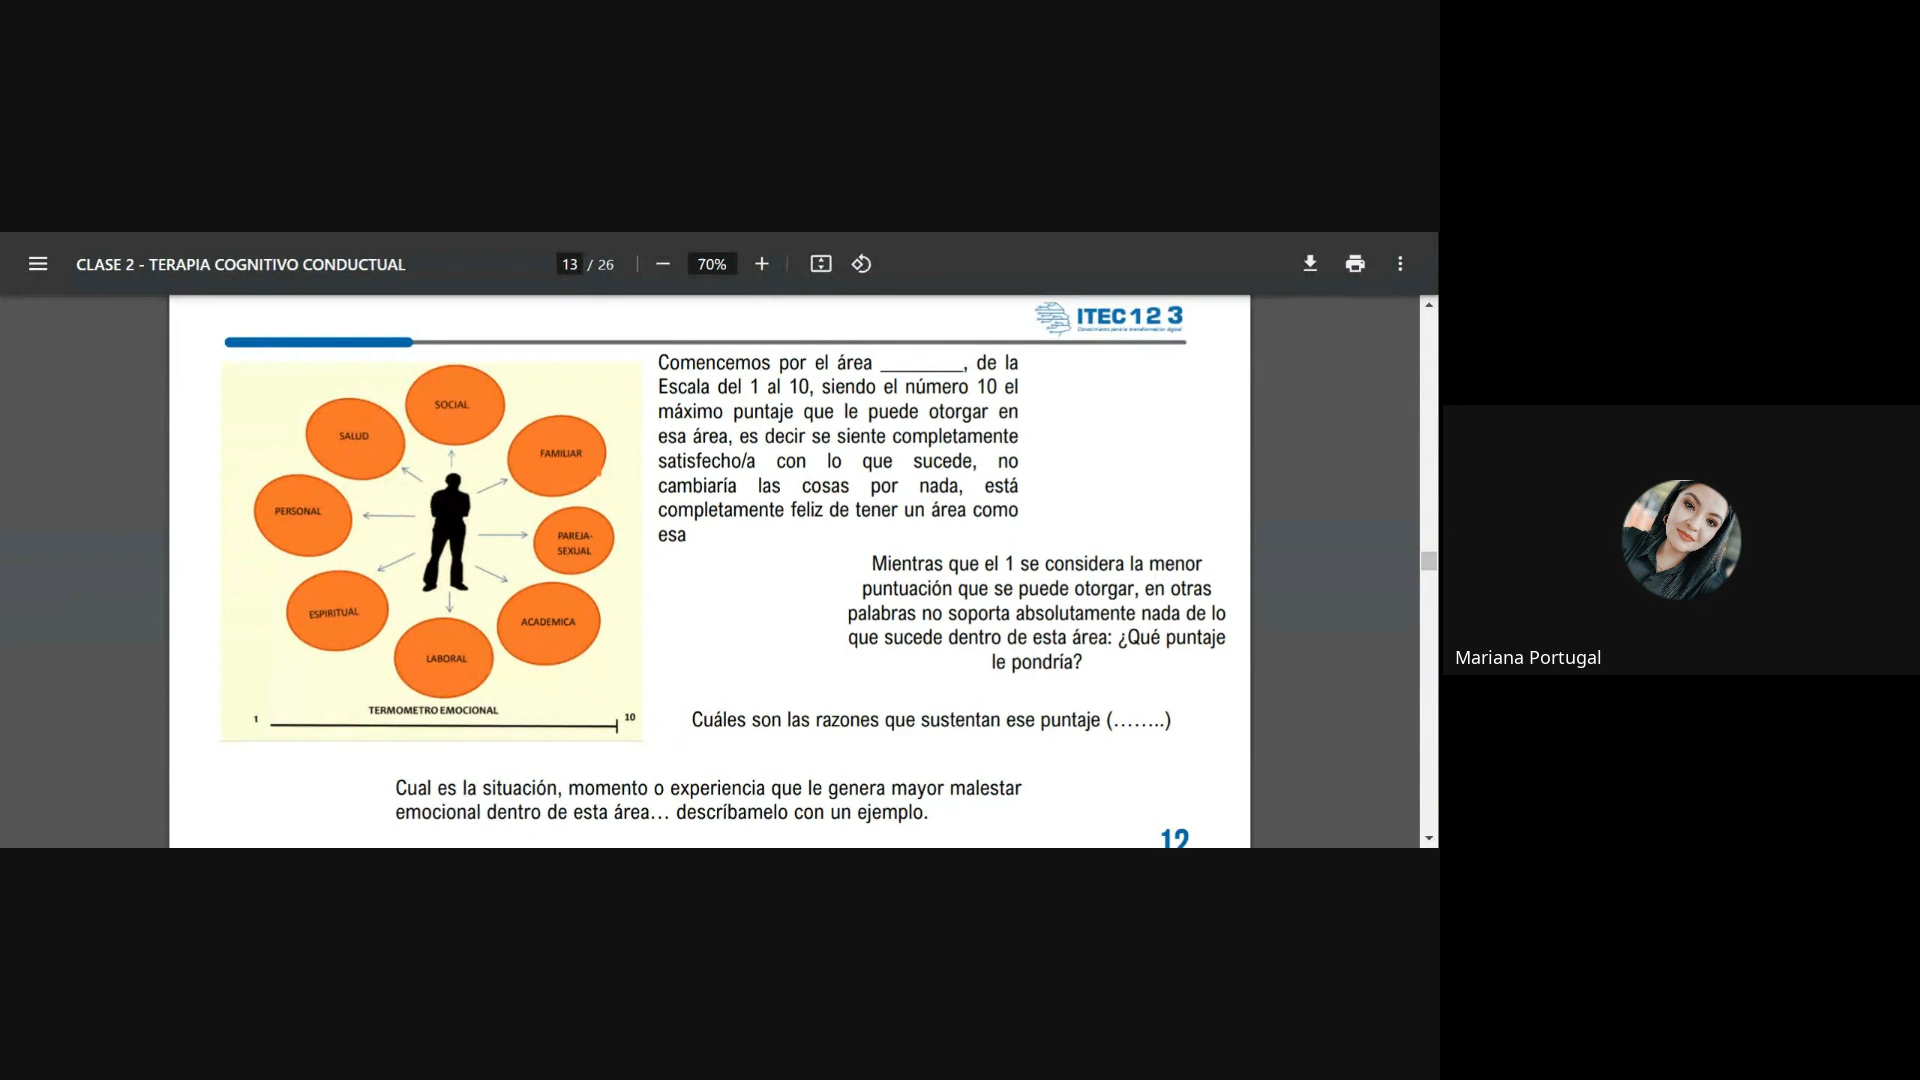 CLASE 2 - TERAPIA COGNITIVO CONDUCTUAL
13 / 26
70%
ITEC 1 2 3
Conocimiento para la transformación digital
SOCIAL
SALUD
FAMILIAR
PERSONAL
PAREJA-
SEXUAL
ESPIRITUAL
ACADEMICA
LABORAL
TERMOMETRO EMOCIONAL
1
10
Comencemos por el área ________, de la
Escala del 1 al 10, siendo el número 10 el
máximo puntaje que le puede otorgar en
esa área, es decir se siente completamente
satisfecho/a con lo que sucede, no
cambiaría las cosas por nada, está
completamente feliz de tener un área como
esa
Mientras que el 1 se considera la menor
puntuación que se puede otorgar, en otras
palabras no soporta absolutamente nada de lo
que sucede dentro de esta área: ¿Qué puntaje
le pondría?
Cuáles son las razones que sustentan ese puntaje (........)
Cual es la situación, momento o experiencia que le genera mayor malestar
emocional dentro de esta área… descríbamelo con un ejemplo.
12
Mariana Portugal